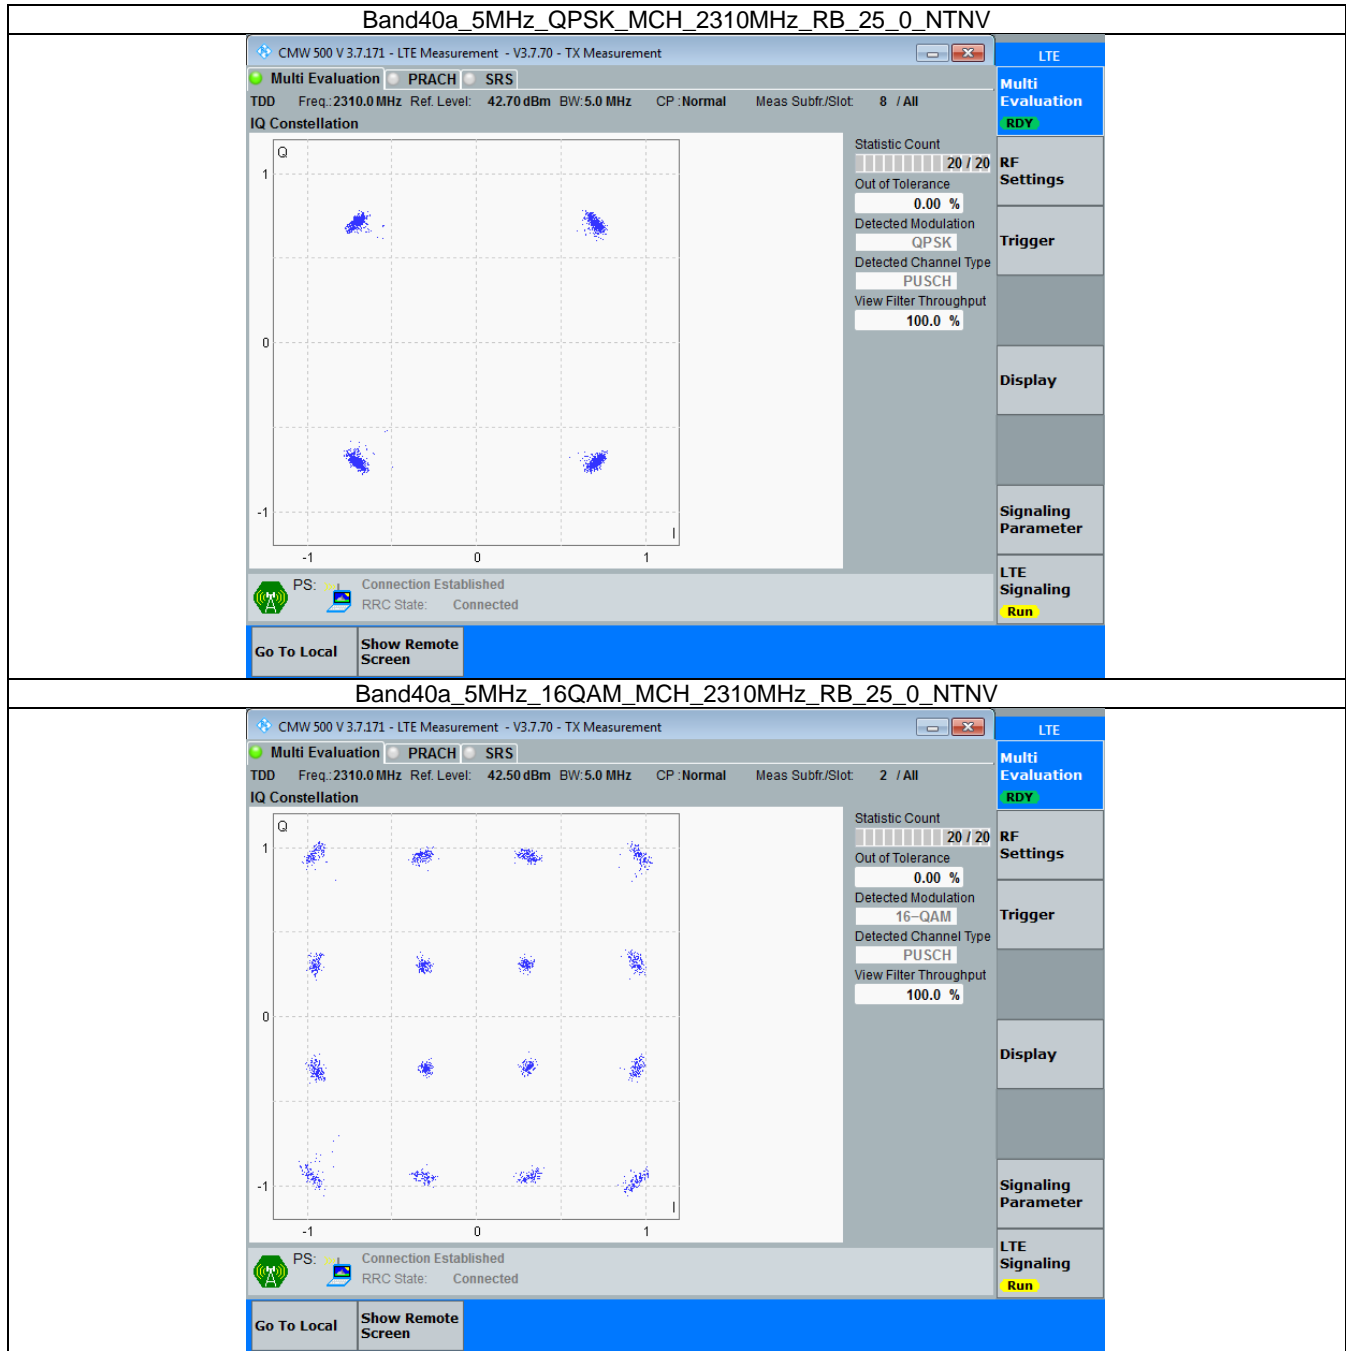 Band40a_5MHz_QPSK_MCH_2310MHz_RB_25_0_NTNV
CMW 500 V 3.7.171 - LTE Measurement - V3.7.70 - TX Measurement
LTE
Multi Evaluation PRACH SRS
TDD Freq.:2310.0 MHz Ref. Level: 42.70 dBm BW:5.0 MHz CP :Normal Meas Subfr./Slot: 8 / All
IQ Constellation
Q
1
0
-1
-1 0 1
I
Statistic Count
20 / 20
Out of Tolerance
0.00 %
Detected Modulation
QPSK
Detected Channel Type
PUSCH
View Filter Throughput
100.0 %
Multi
Evaluation
RDY
RF
Settings
Trigger
Display
Signaling
Parameter
LTE
Signaling
Run
PS: Connection Established
RRC State: Connected
Go To Local
Show Remote
Screen
Band40a_5MHz_16QAM_MCH_2310MHz_RB_25_0_NTNV
CMW 500 V 3.7.171 - LTE Measurement - V3.7.70 - TX Measurement
LTE
Multi Evaluation PRACH SRS
TDD Freq.:2310.0 MHz Ref. Level: 42.50 dBm BW:5.0 MHz CP :Normal Meas Subfr./Slot: 2 / All
IQ Constellation
Q
1
0
-1
-1 0 1
I
Statistic Count
20 / 20
Out of Tolerance
0.00 %
Detected Modulation
16-QAM
Detected Channel Type
PUSCH
View Filter Throughput
100.0 %
Multi
Evaluation
RDY
RF
Settings
Trigger
Display
Signaling
Parameter
LTE
Signaling
Run
PS: Connection Established
RRC State: Connected
Go To Local
Show Remote
Screen